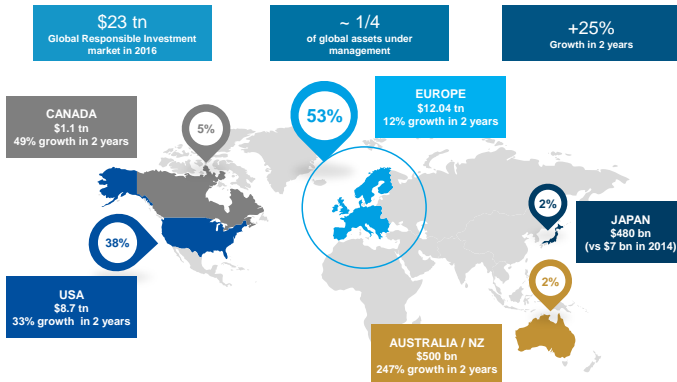 $23 tn
Global Responsible Investment
market in 2016
~ 1/4
of global assets under
management
+25%
Growth in 2 years
CANADA
$1.1 tn
49% growth in 2 years
5%
53%
EUROPE
$12.04 tn
12% growth in 2 years
38%
USA
$8.7 tn
33% growth in 2 years
2%
JAPAN
$480 bn
(vs $7 bn in 2014)
2%
AUSTRALIA / NZ
$500 bn
247% growth in 2 years